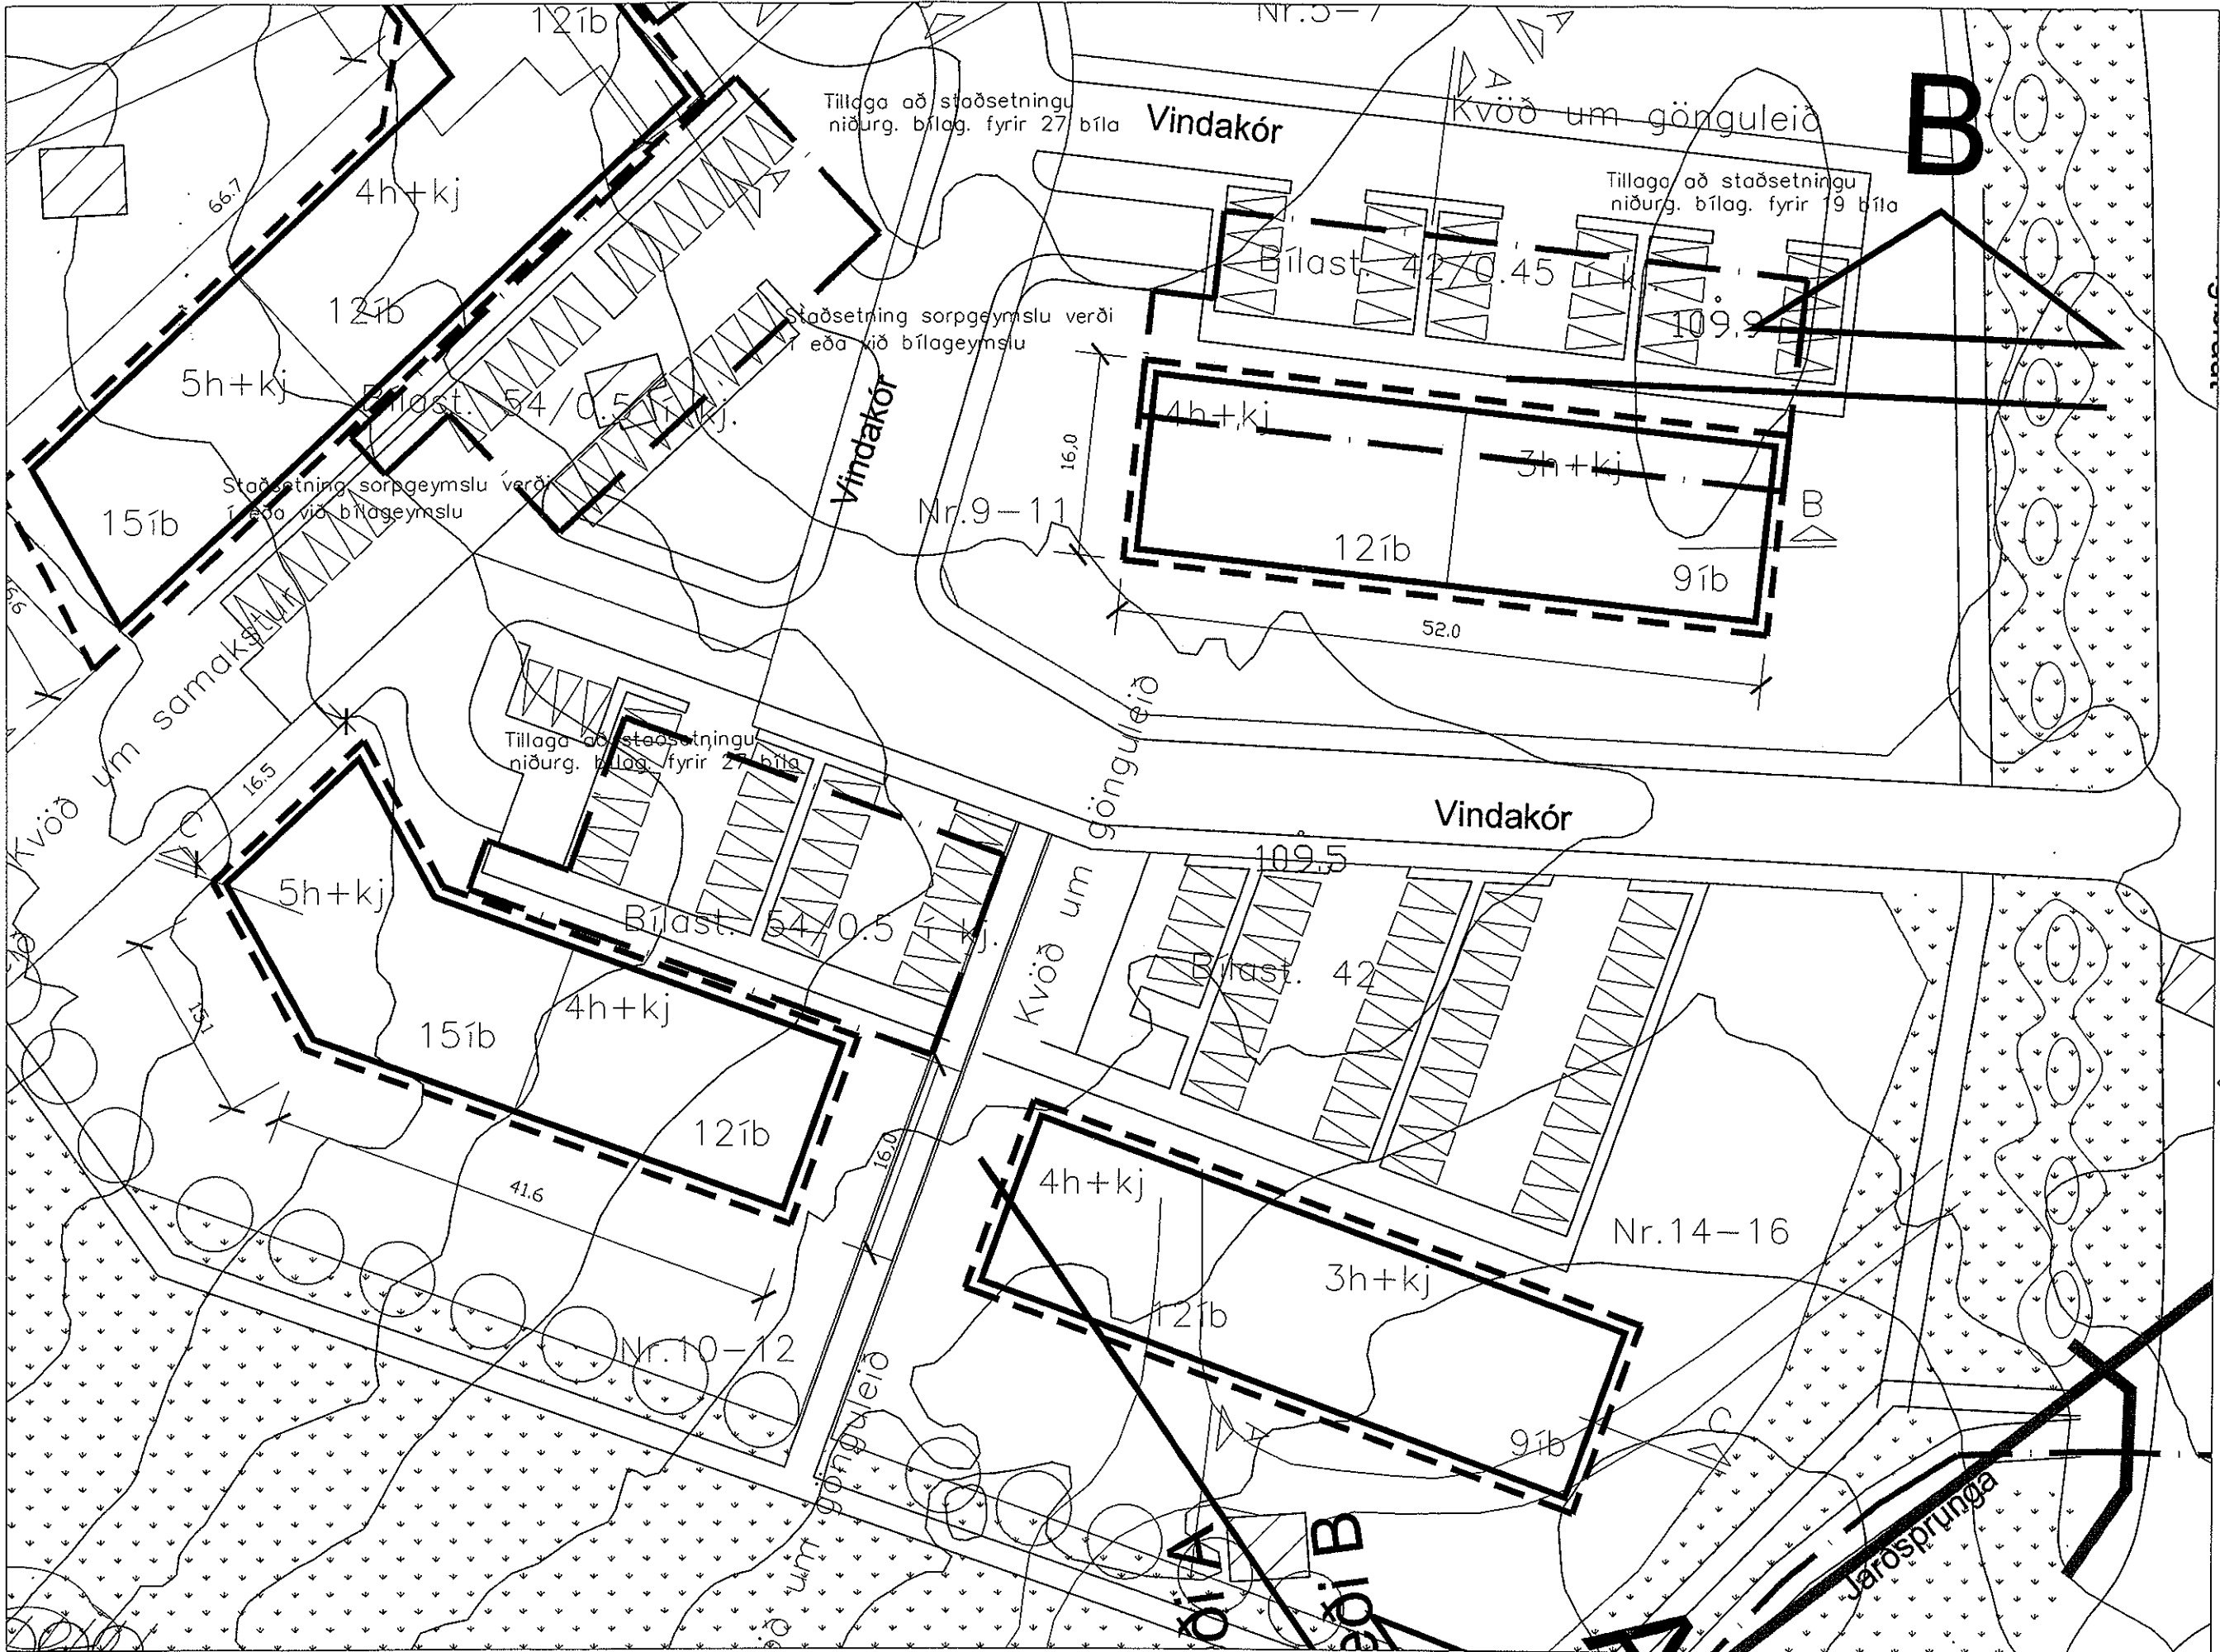 12íb
Nr.5-7
A
A
Tillaga að staðsetningu
niðurg. bílag. fyrir 27 bíla
Vindakór
Kvöð um gönguleið
B
66.7
4h+kj
A
Tillaga að staðsetningu
niðurg. bílag. fyrir 19 bíla
Bílast. 42/0.45 í kj.
109.9
12íb
Staðsetning sorpgeymslu verði
í eða við bílageymslu
5h+kj
Bílast. 54/0.5 í kj.
Vindakór
4h+kj
16,0
3h+kj
Staðsetning sorpgeymslu verði
í eða við bílageymslu
15íb
Nr.9-11
B
12íb
9íb
52.0
Kvöð um samakstur
Kvöð um gönguleið
Tillaga að staðsetningu
niðurg. bílag. fyrir 27 bíla
16.5
Vindakór
C
109.5
5h+kj
Bílast. 54/0.5 í kj.
Bílast. 42
15.1
4h+kj
15íb
12íb
16,0
41.6
4h+kj
Nr.14-16
3h+kj
12íb
Nr.10-12
um gönguleið
A
C
9íb
Jarðsprunga
ði A
eði B
A